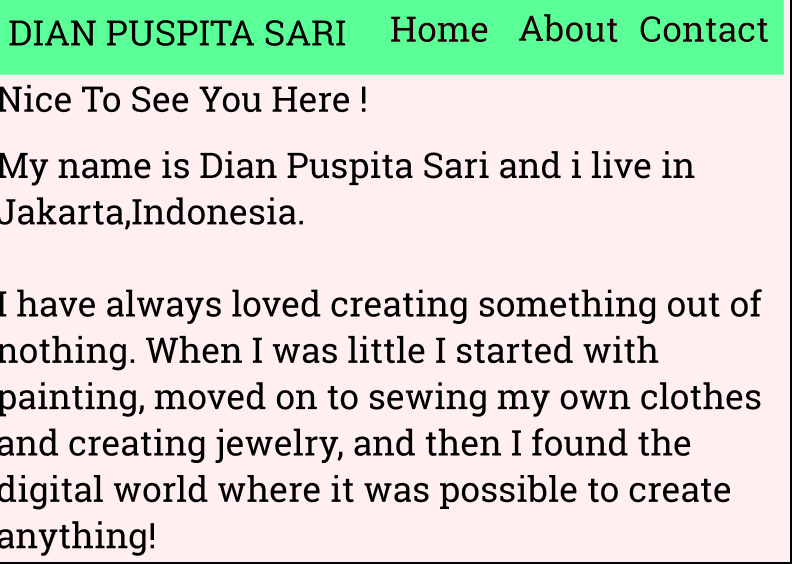 DIAN PUSPITA SARI Home About Contact
Nice To See You Here !
My name is Dian Puspita Sari and i live in
Jakarta,Indonesia.
I have always loved creating something out of
nothing. When I was little I started with
painting, moved on to sewing my own clothes
and creating jewelry, and then I found the
digital world where it was possible to create
anything!